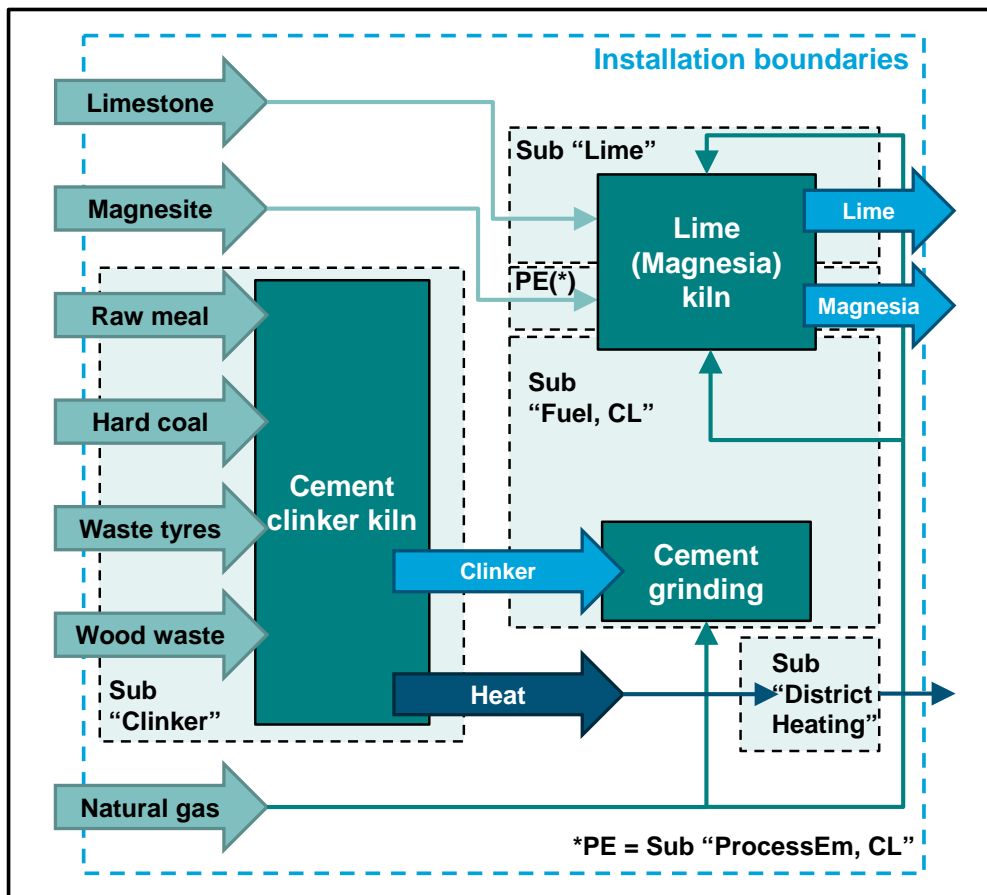 Installation boundaries
Limestone
Magnesite
Raw meal
Hard coal
Waste tyres
Wood waste
Natural gas
Sub
“Clinker”
Cement
clinker kiln
Clinker
Heat
Sub “Lime”
PE(*)
Lime
(Magnesia)
kiln
Lime
Magnesia
Sub
“Fuel, CL”
Cement
grinding
Sub
“District
Heating”
*PE = Sub “ProcessEm, CL”